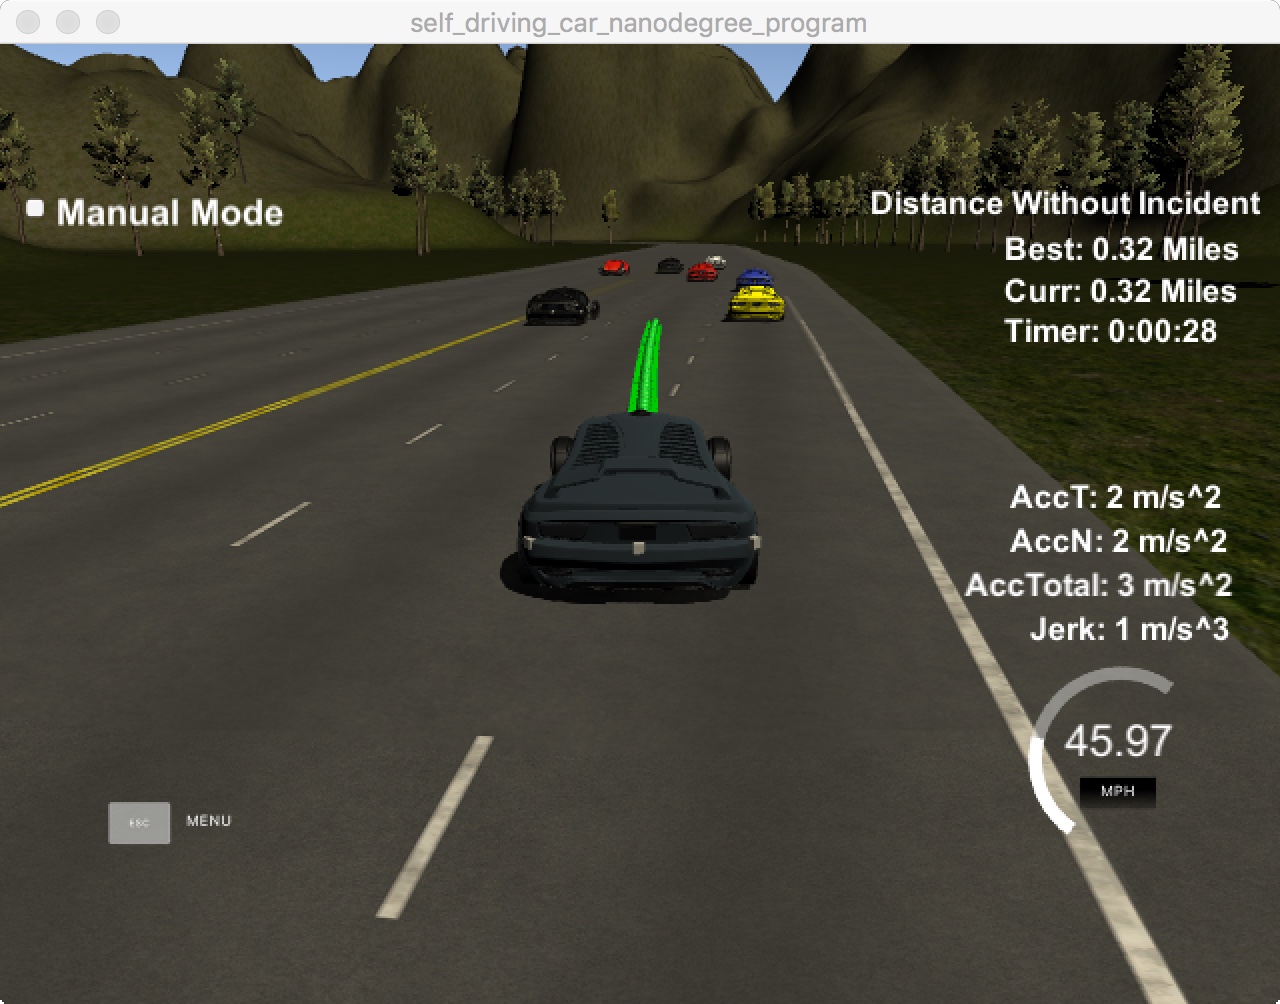 self_driving_car_nanodegree_program
Manual Mode
Distance Without Incident
Best: 0.32 Miles
Curr: 0.32 Miles
Timer: 0:00:28
AccT: 2 m/s^2
AccN: 2 m/s^2
AccTotal: 3 m/s^2
Jerk: 1 m/s^3
45.97
MPH
ESC MENU